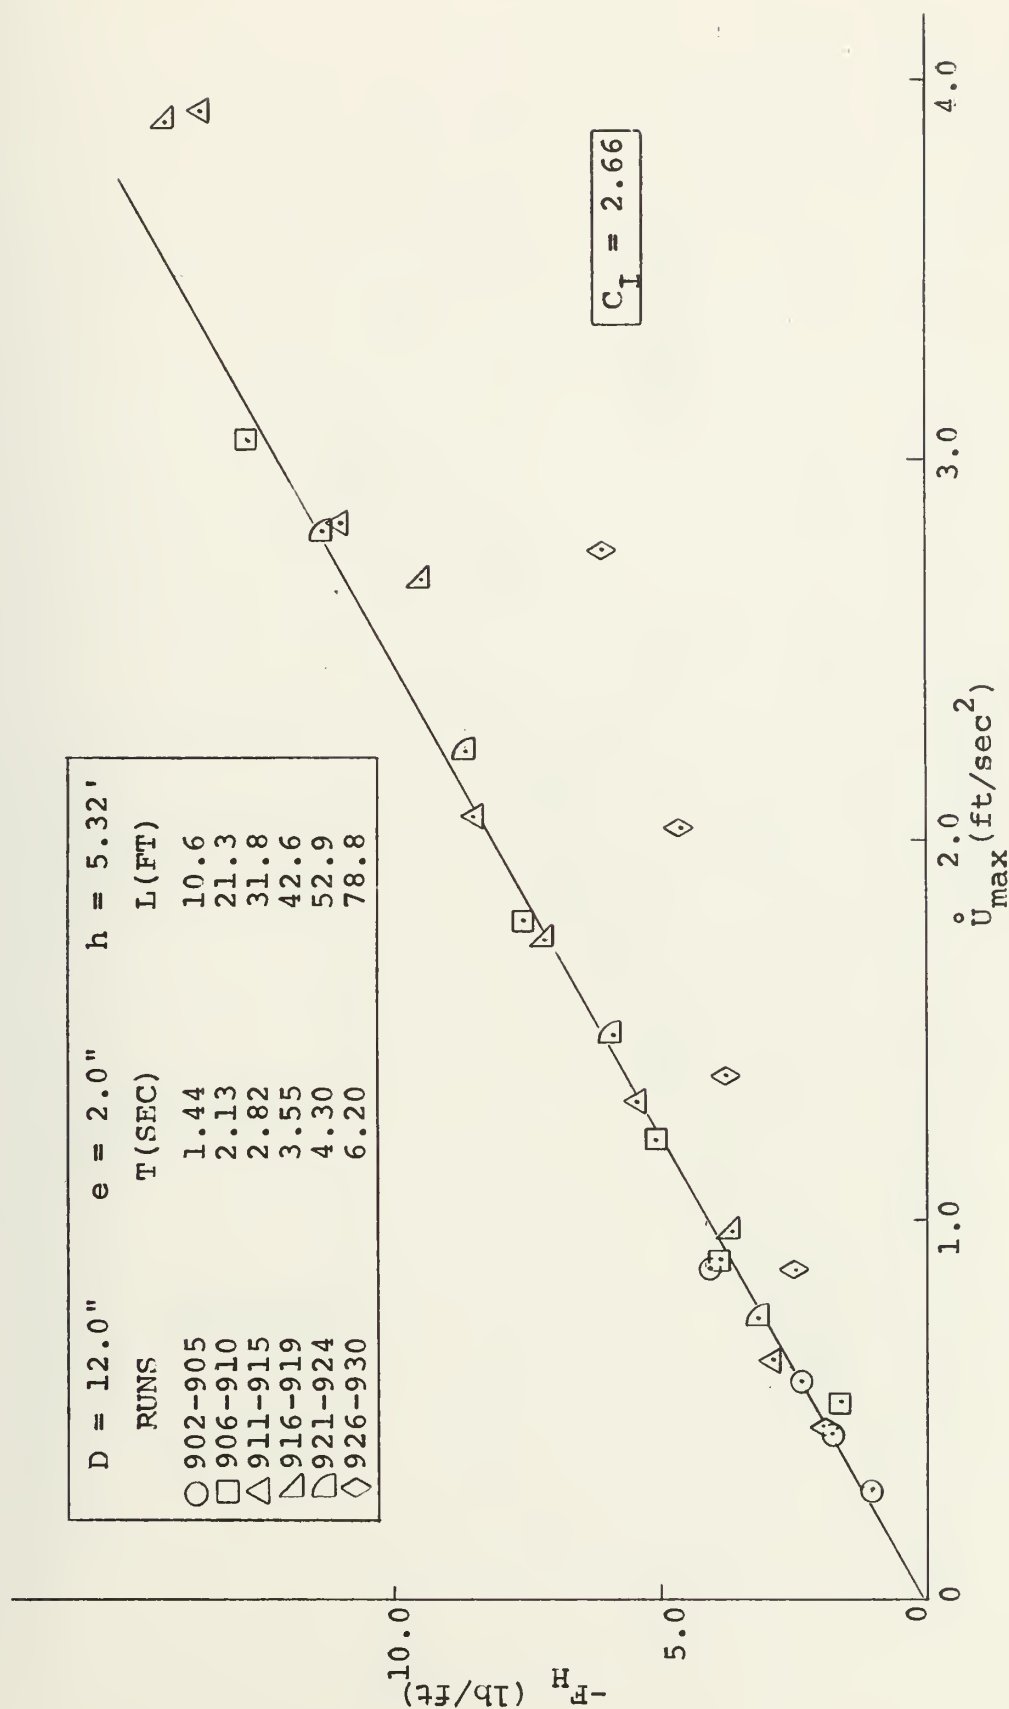 D = 12.0" e = 2.0" h = 5.32'
RUNS T(SEC) L(FT)
902-905 1.44 10.6
906-910 2.13 21.3
911-915 2.82 31.8
916-919 3.55 42.6
921-924 4.30 52.9
926-930 6.20 78.8
C_I = 2.66
10.0
5.0
0
-F_H (lb/ft)
0 1.0 2.0 3.0 4.0
Ů_max (ft/sec²)